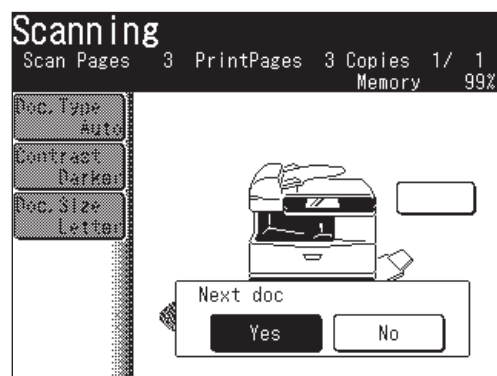 Scanning
Scan Pages 3 PrintPages 3 Copies 1/ 1
Memory 99%
Doc.Type
Auto
Contrast
Darker
Doc.Size
Letter
Next doc
Yes No